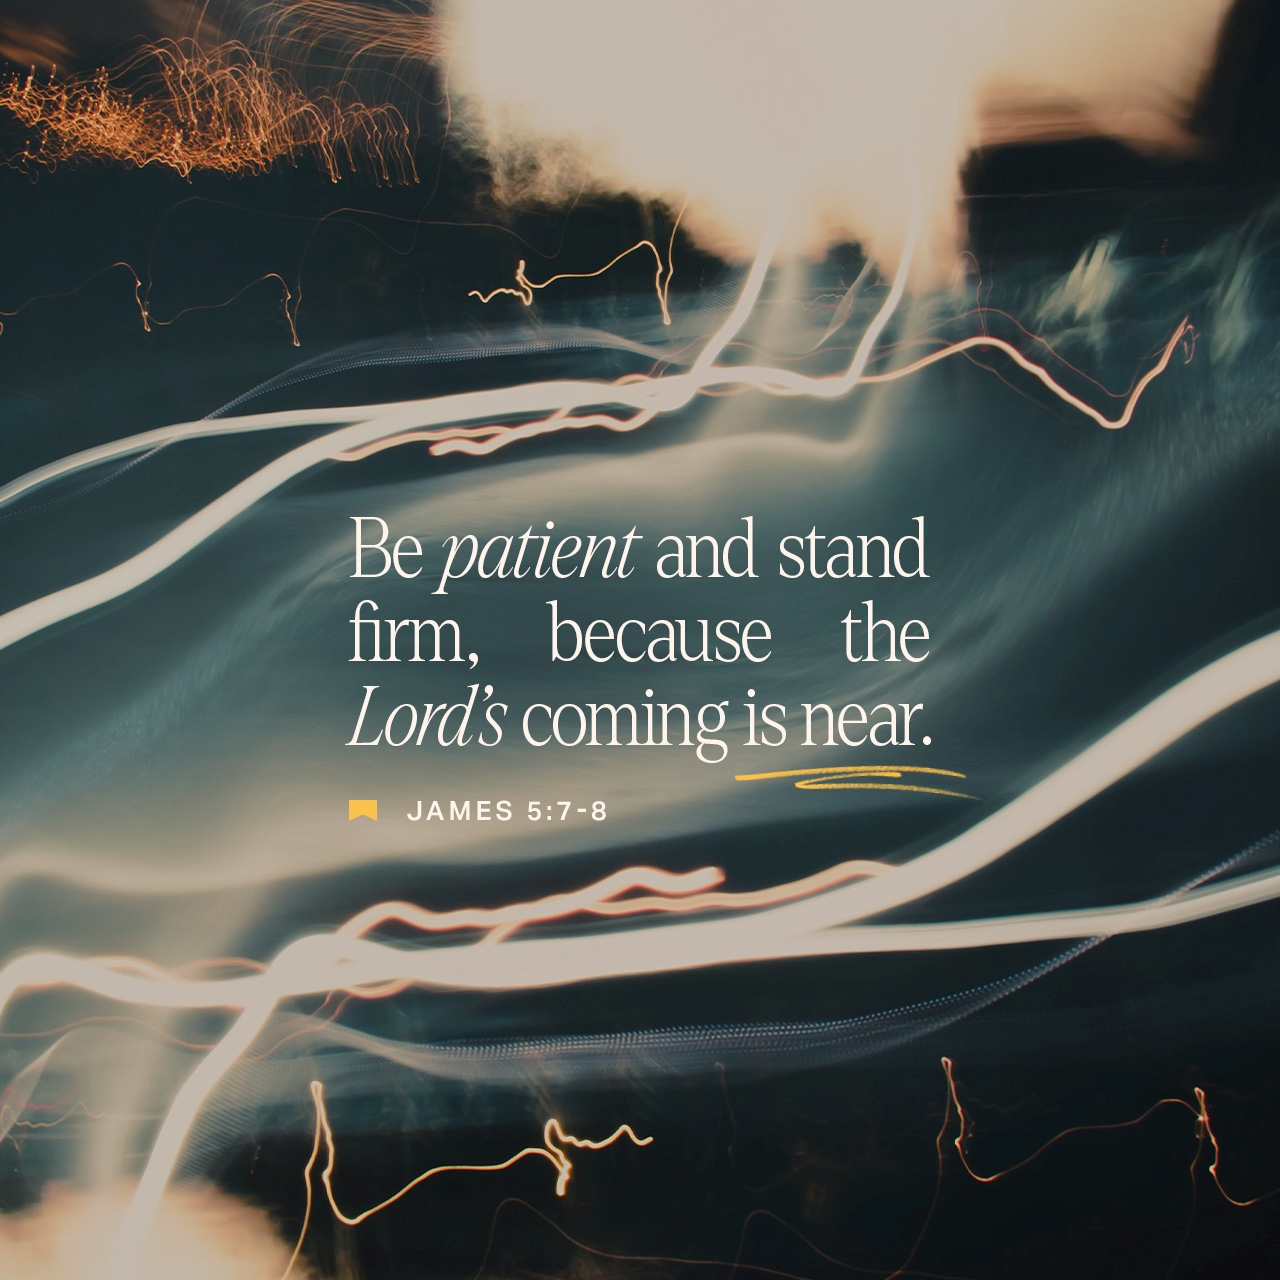 Be patient and stand
firm, because the
Lord’s coming is near.
JAMES 5:7-8